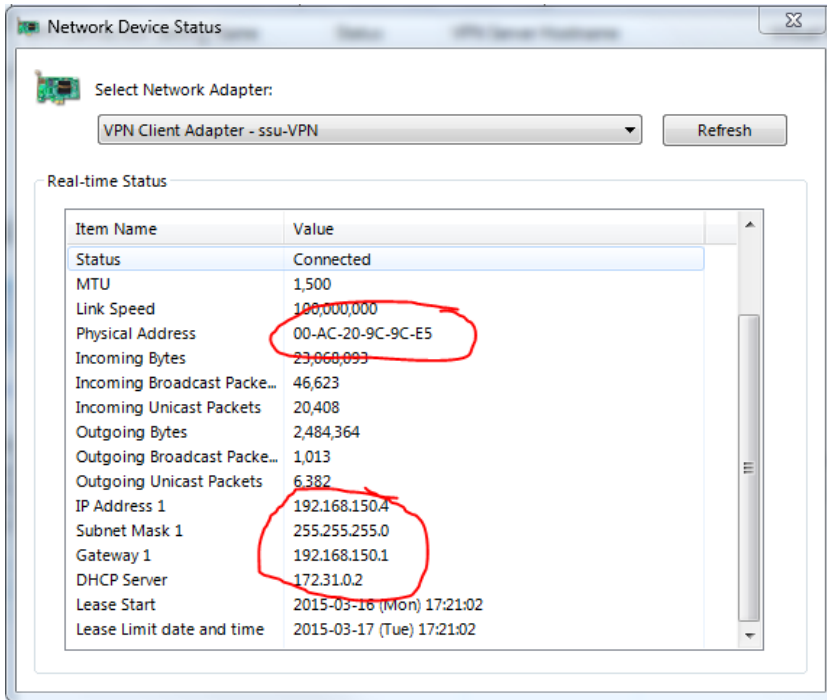 Network Device Status
Select Network Adapter:
VPN Client Adapter - ssu-VPN Refresh
Real-time Status
Item Name Value
Status Connected
MTU 1,500
Link Speed 100,000,000
Physical Address 00-AC-20-9C-9C-E5
Incoming Bytes 23,068,093
Incoming Broadcast Packe... 46,623
Incoming Unicast Packets 20,408
Outgoing Bytes 2,484,364
Outgoing Broadcast Packe... 1,013
Outgoing Unicast Packets 6,382
IP Address 1 192.168.150.4
Subnet Mask 1 255.255.255.0
Gateway 1 192.168.150.1
DHCP Server 172.31.0.2
Lease Start 2015-03-16 (Mon) 17:21:02
Lease Limit date and time 2015-03-17 (Tue) 17:21:02